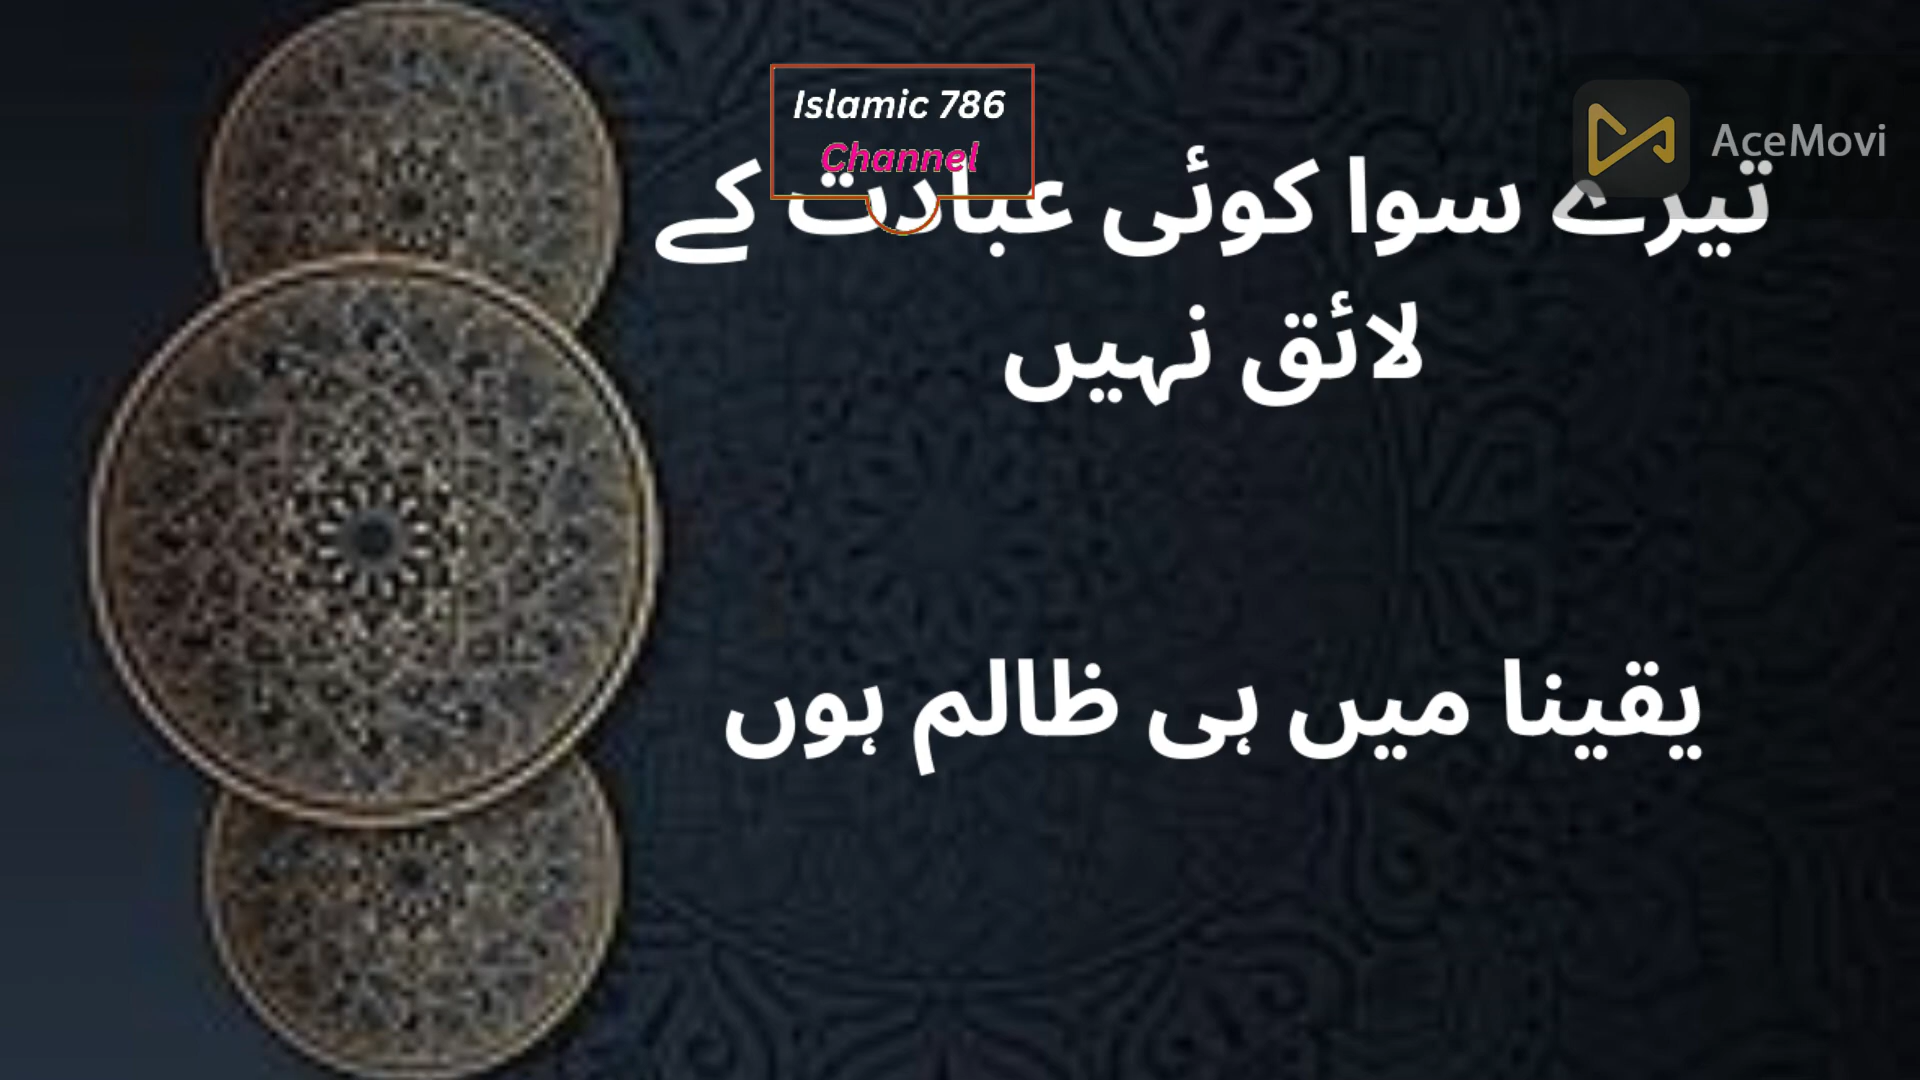 Islamic 786
Channel
AceMovi
تیرے سوا کوئی عبادت کے
لائق نہیں
یقینا میں ہی ظالم ہوں